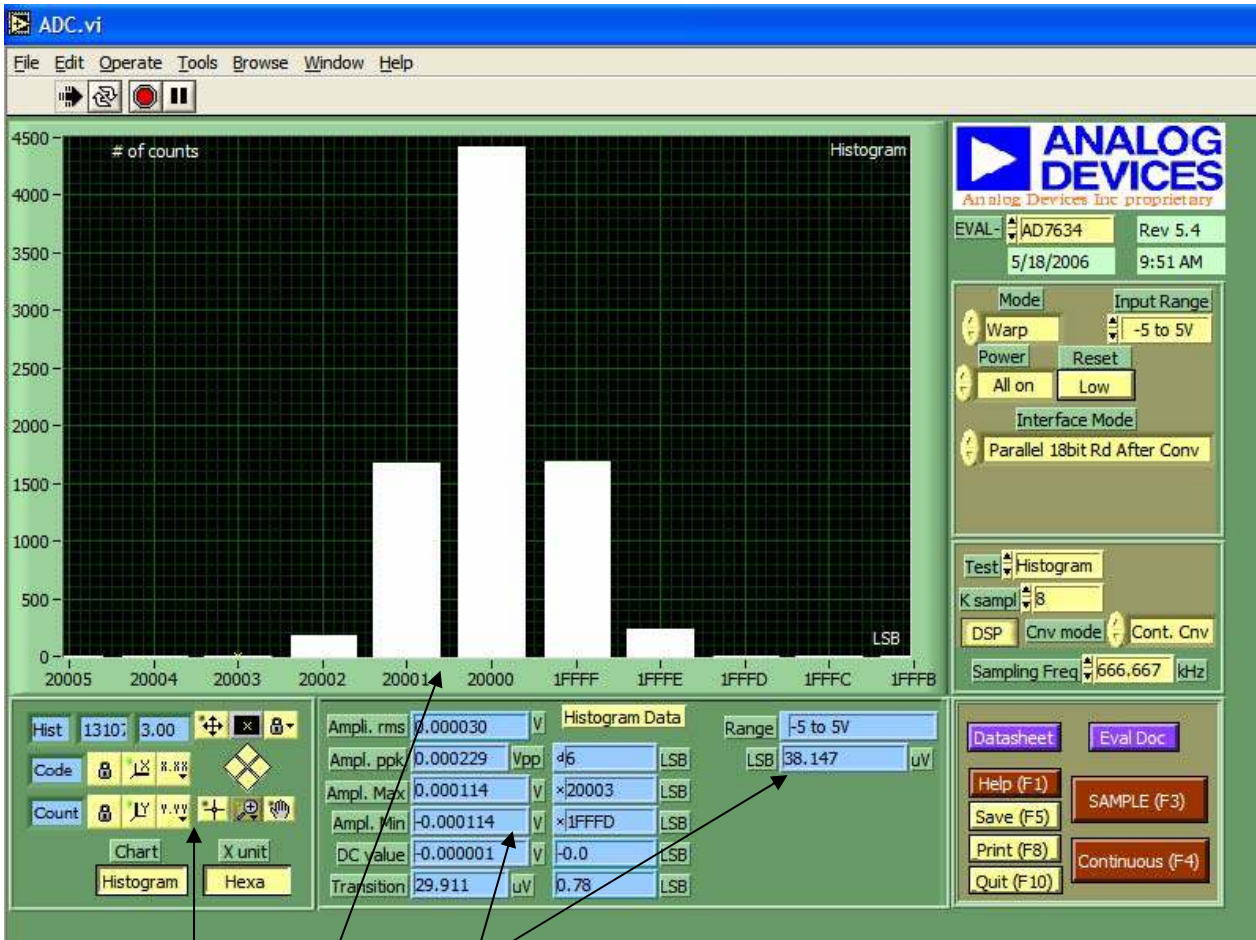 ADC.vi
File Edit Operate Tools Browse Window Help
# of counts
Histogram
4500
4000
3500
3000
2500
2000
1500
1000
500
0
LSB
20005 20004 20003 20002 20001 20000 1FFFF 1FFFE 1FFFD 1FFFC 1FFFB
ANALOG
DEVICES
Analog Devices Inc proprietary
EVAL- AD7634 Rev 5.4
5/18/2006 9:51 AM
Mode Input Range
Warp -5 to 5V
Power Reset
All on Low
Interface Mode
Parallel 18bit Rd After Conv
Test Histogram
K sampl 8
DSP Cnv mode Cont. Cnv
Sampling Freq 666.667 kHz
Hist 3.00
Code X X.XX
Count Y Y.YY
Chart X unit
Histogram Hexa
Histogram Data
Ampli. rms 0.000030 V
Ampl. ppk 0.000229 Vpp d6 LSB
Ampl. Max 0.000114 V x20003 LSB
Ampl. Min -0.000114 V x1FFFD LSB
DC value -0.000001 V -0.0 LSB
Transition 29.911 uV 0.78 LSB
Range -5 to 5V
LSB 38.147 uV
Datasheet Eval Doc
Help (F1)
Save (F5)
Print (F8)
Quit (F10)
SAMPLE (F3)
Continuous (F4)